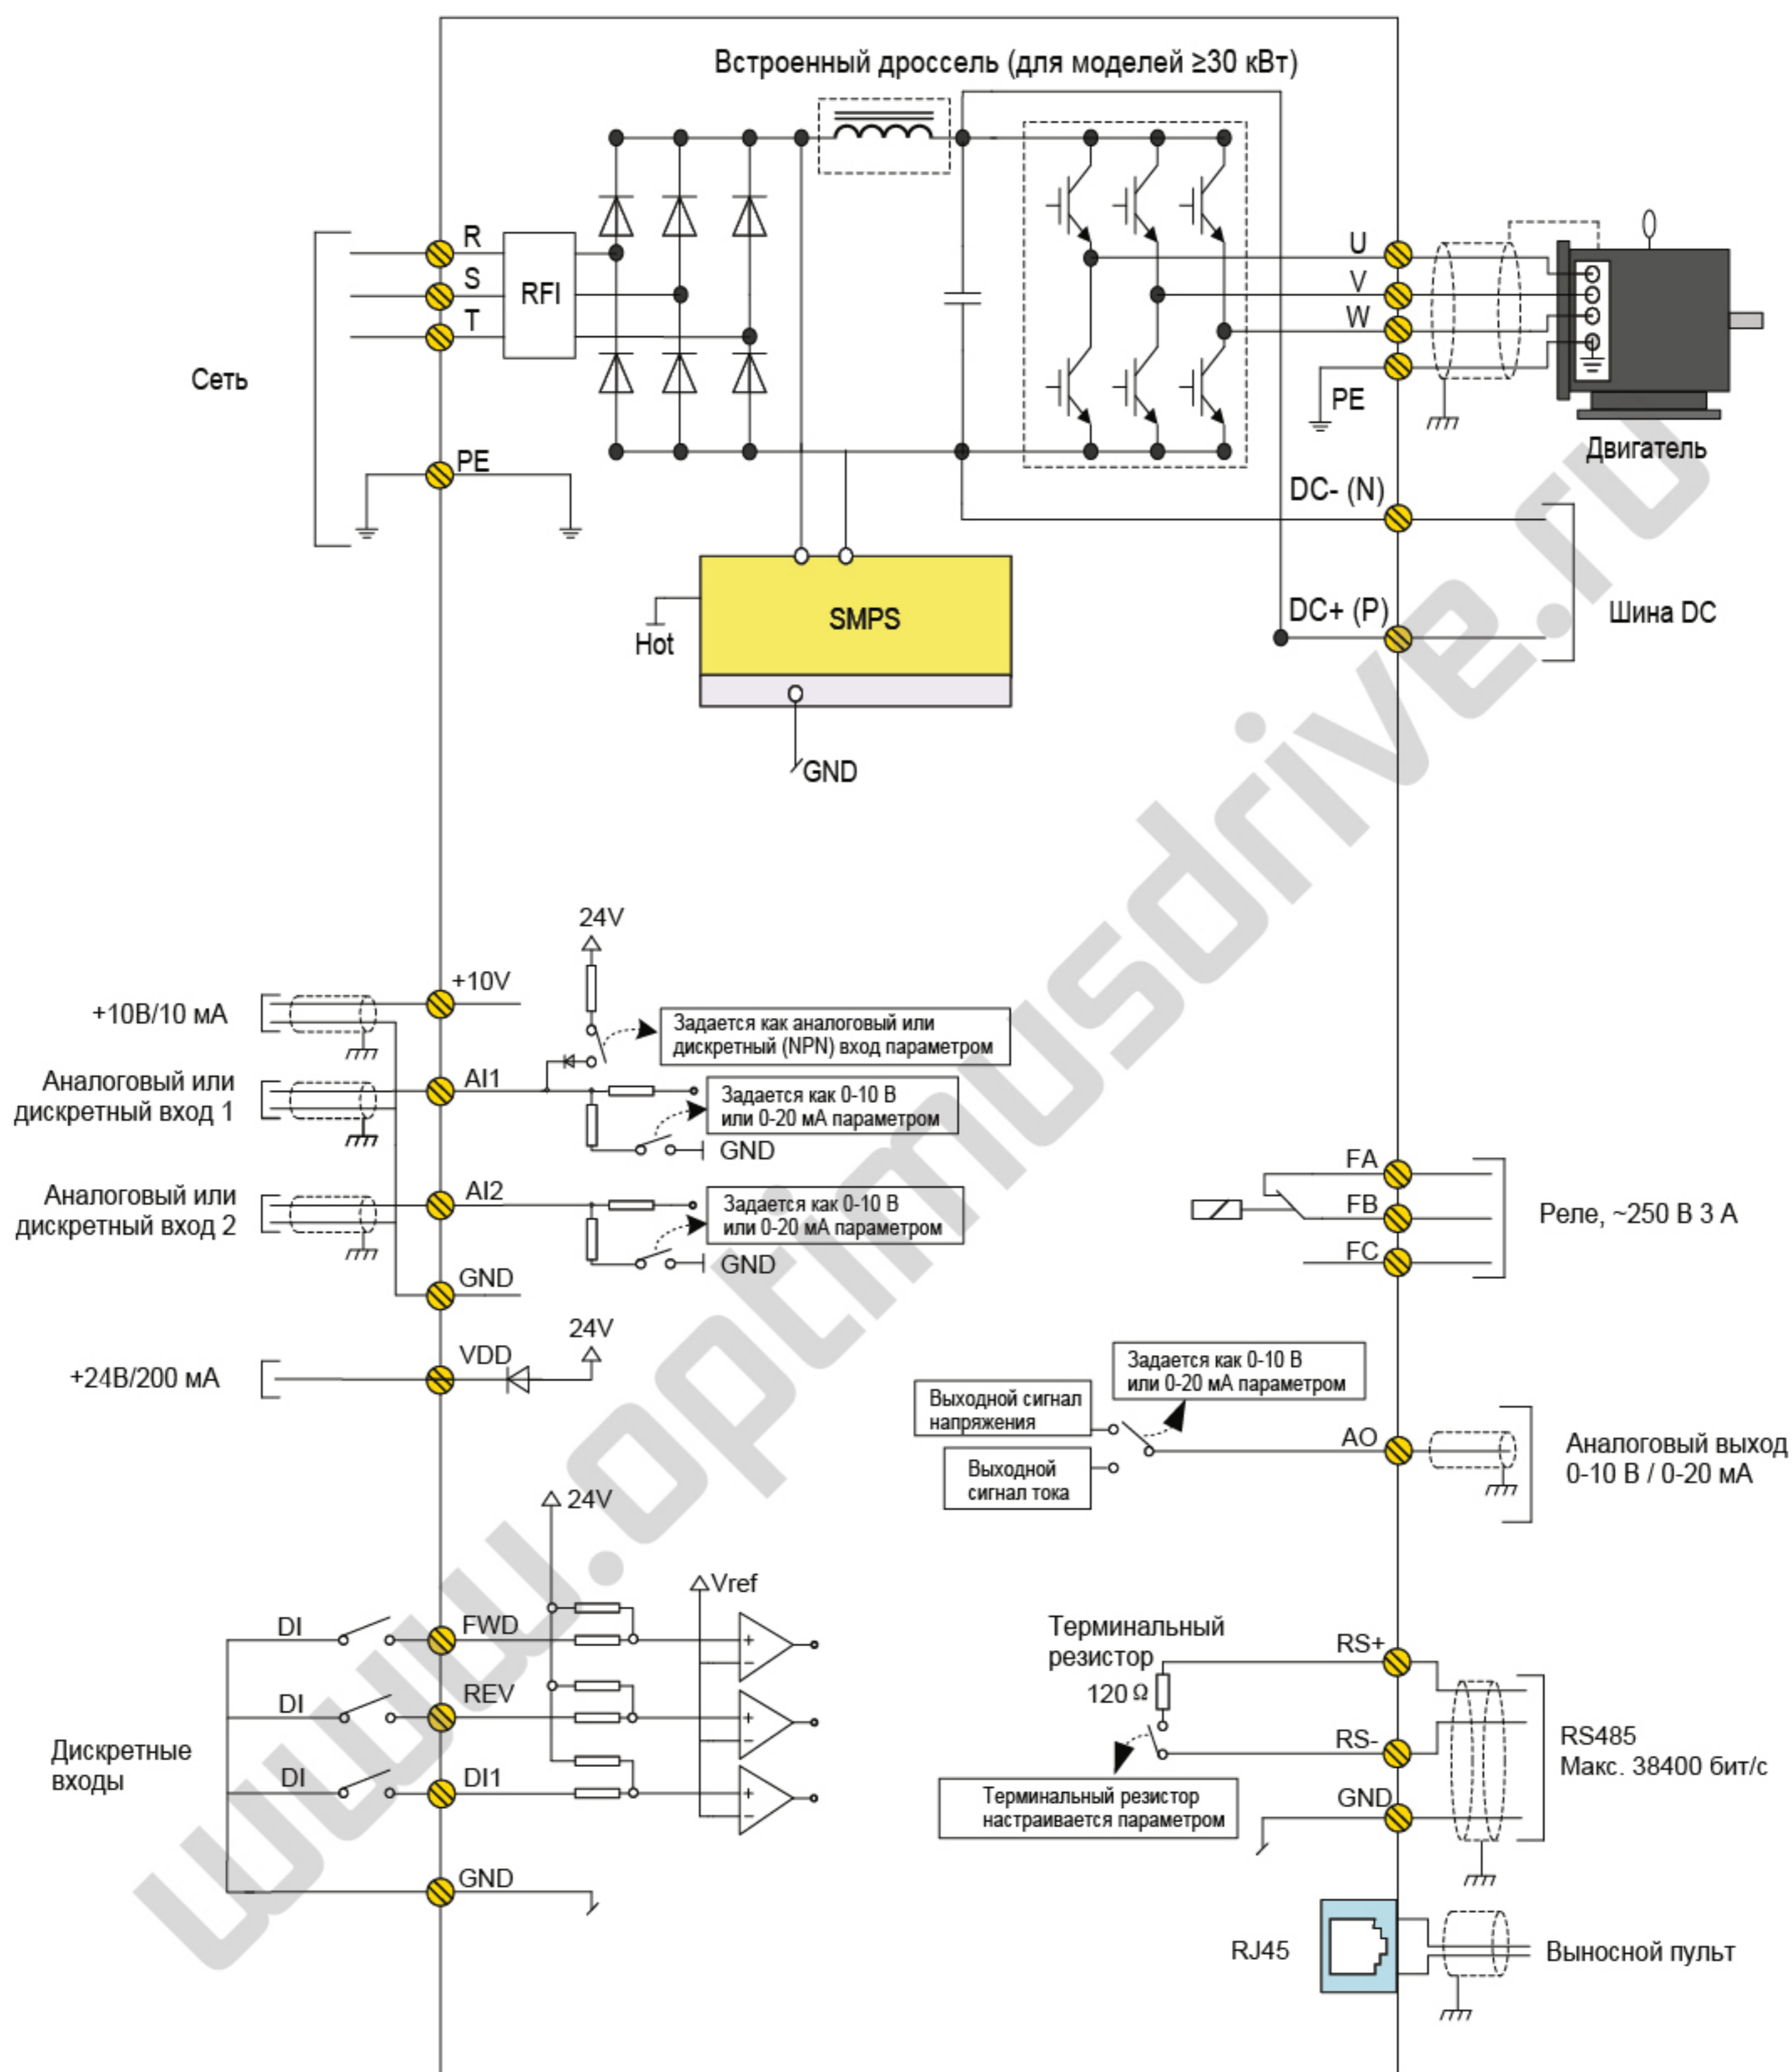 Встроенный дроссель (для моделей ≥30 кВт)
R
S
T
RFI
Сеть
PE
U
V
W
PE
Двигатель
DC- (N)
DC+ (P)
Шина DC
SMPS
Hot
GND
24V
+10V
+10В/10 мА
Задается как аналоговый или
дискретный (NPN) вход параметром
Аналоговый или
дискретный вход 1
AI1
Задается как 0-10 В
или 0-20 мА параметром
GND
Аналоговый или
дискретный вход 2
AI2
Задается как 0-10 В
или 0-20 мА параметром
GND
GND
+24В/200 мА
VDD
24V
FA
FB
FC
Реле, ~250 В 3 А
Задается как 0-10 В
или 0-20 мА параметром
Выходной сигнал
напряжения
Выходной
сигнал тока
AO
Аналоговый выход
0-10 В / 0-20 мА
24V
Vref
DI
FWD
+
−
DI
REV
+
−
DI
DI1
+
−
Дискретные
входы
GND
Терминальный
резистор
120 Ω
RS+
RS-
GND
RS485
Макс. 38400 бит/с
Терминальный резистор
настраивается параметром
RJ45
Выносной пульт
www.optimusdrive.ru